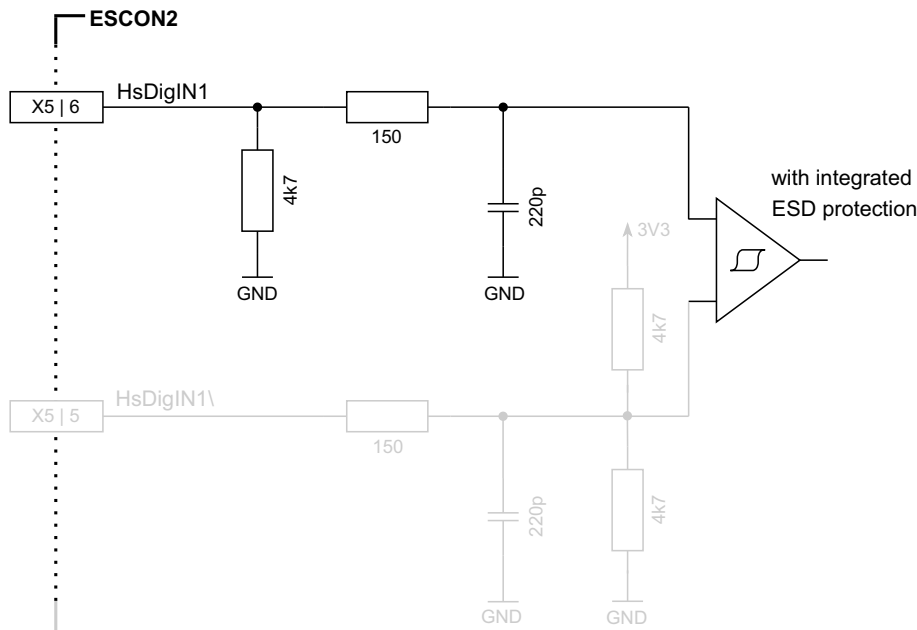 ESCON2
X5 | 6
HsDigIN1
150
4k7
220p
GND
GND
with integrated
ESD protection
3V3
4k7
X5 | 5
HsDigIN1\
150
220p
4k7
GND
GND